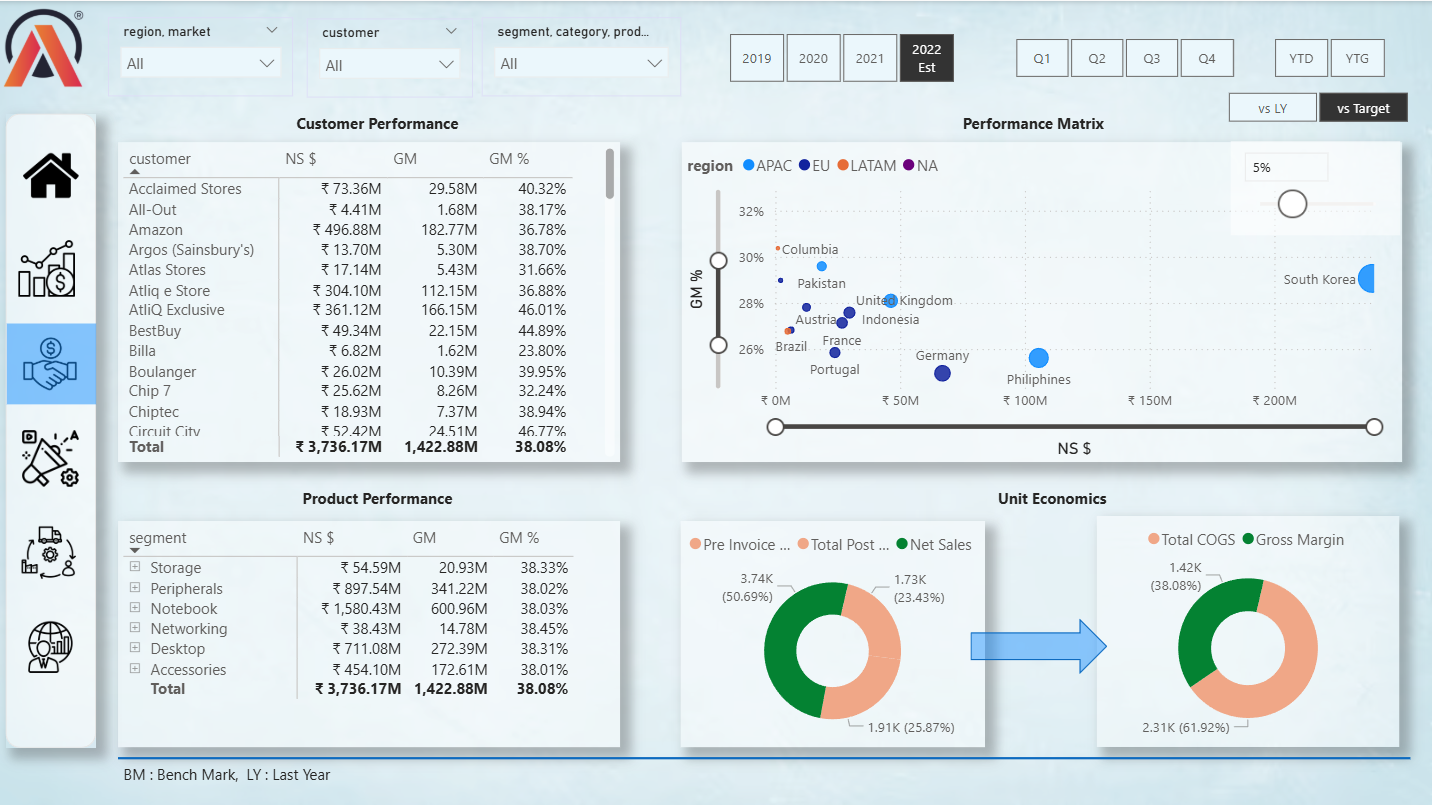 ®
region, market
All
customer
All
segment, category, prod...
All
2019
2020
2021
2022
Est
Q1
Q2
Q3
Q4
YTD
YTG
vs LY
vs Target
Customer Performance
customer NS $ GM GM %
Acclaimed Stores ₹ 73.36M 29.58M 40.32%
All-Out ₹ 4.41M 1.68M 38.17%
Amazon ₹ 496.88M 182.77M 36.78%
Argos (Sainsbury's) ₹ 13.70M 5.30M 38.70%
Atlas Stores ₹ 17.14M 5.43M 31.66%
Atliq e Store ₹ 304.10M 112.15M 36.88%
AtliQ Exclusive ₹ 361.12M 166.15M 46.01%
BestBuy ₹ 49.34M 22.15M 44.89%
Billa ₹ 6.82M 1.62M 23.80%
Boulanger ₹ 26.02M 10.39M 39.95%
Chip 7 ₹ 25.62M 8.26M 32.24%
Chiptec ₹ 18.93M 7.37M 38.94%
Circuit City ₹ 52.42M 24.51M 46.77%
Total ₹ 3,736.17M 1,422.88M 38.08%
Performance Matrix
region APAC EU LATAM NA
5%
GM %
32%
30%
28%
26%
Columbia
Pakistan
South Korea
United Kingdom
Austria
Indonesia
Brazil
France
Portugal
Germany
Philiphines
₹ 0M ₹ 50M ₹ 100M ₹ 150M ₹ 200M
NS $
Product Performance
segment NS $ GM GM %
Storage ₹ 54.59M 20.93M 38.33%
Peripherals ₹ 897.54M 341.22M 38.02%
Notebook ₹ 1,580.43M 600.96M 38.03%
Networking ₹ 38.43M 14.78M 38.45%
Desktop ₹ 711.08M 272.39M 38.31%
Accessories ₹ 454.10M 172.61M 38.01%
Total ₹ 3,736.17M 1,422.88M 38.08%
Unit Economics
Pre Invoice ... Total Post ... Net Sales
3.74K
(50.69%)
1.73K
(23.43%)
1.91K (25.87%)
Total COGS Gross Margin
1.42K
(38.08%)
2.31K (61.92%)
BM : Bench Mark, LY : Last Year